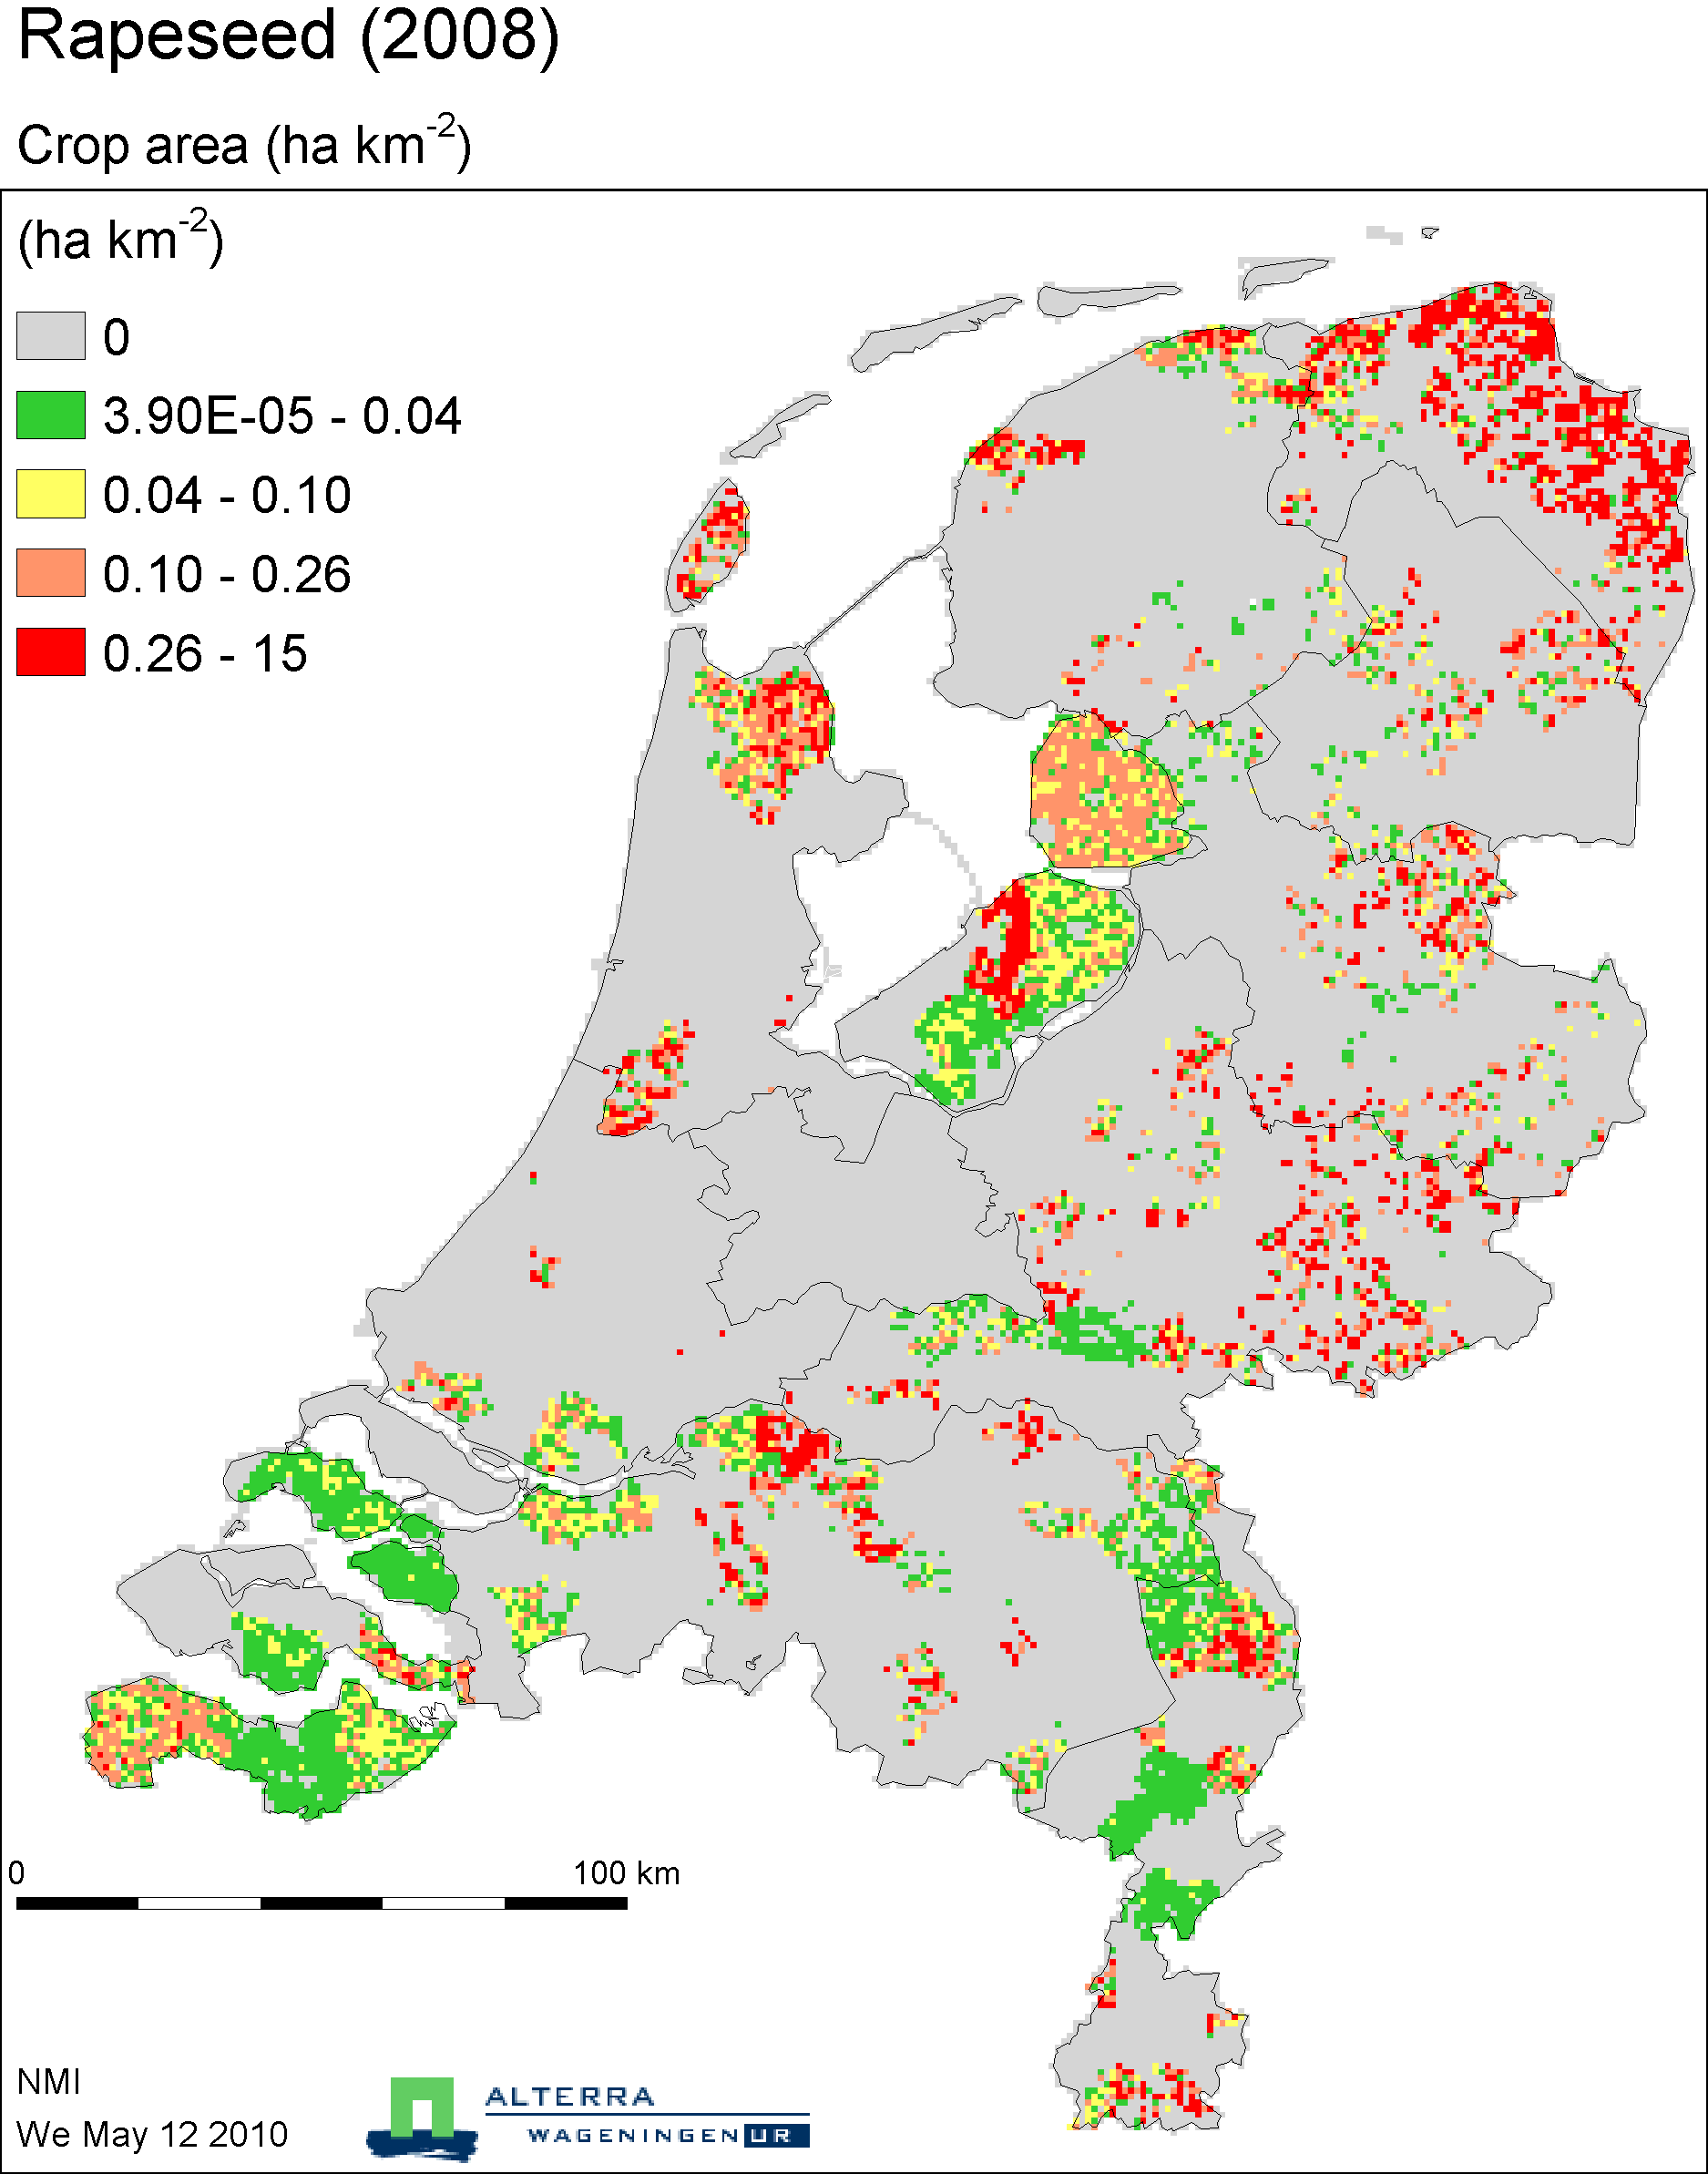 Rapeseed (2008)
Crop area (ha km-2)
(ha km-2)
0
3.90E-05 - 0.04
0.04 - 0.10
0.10 - 0.26
0.26 - 15
0 100 km
NMI
We May 12 2010
ALTERRA
WAGENINGEN UR